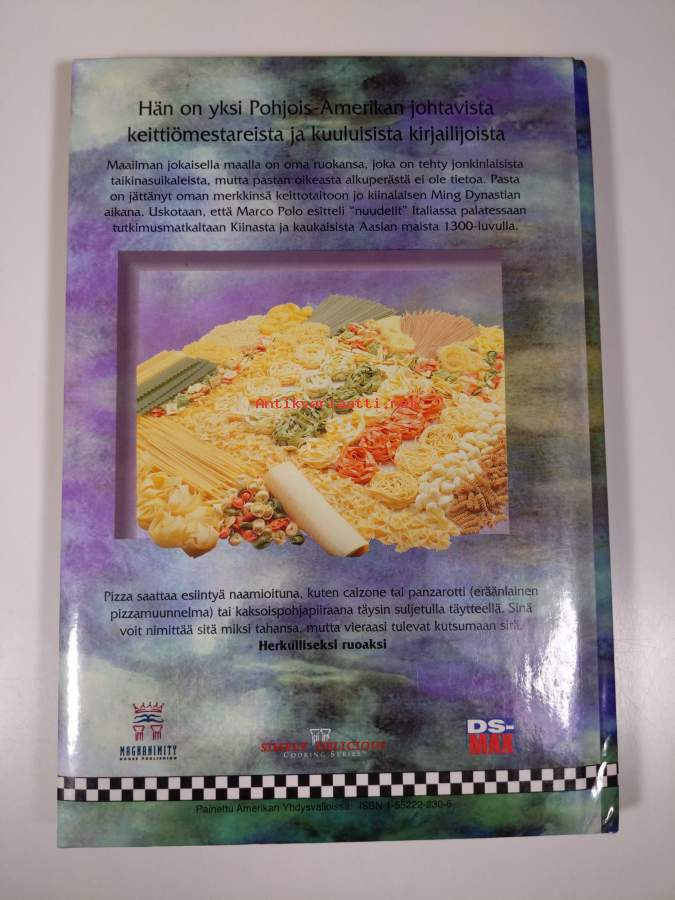 Hän on yksi Pohjois-Amerikan johtavista
keittiömestareista ja kuuluisista kirjailijoista
Maailman jokaisella maalla on oma ruokansa, joka on tehty jonkinlaisista
taikinasuikaleista, mutta pastan oikeasta alkuperästä ei ole tietoa. Pasta
on jättänyt oman merkkinsä keittotaitoon jo kiinalaisen Ming Dynastian
aikana. Uskotaan, että Marco Polo esitteli "nuudelit" Italiassa palatessaan
tutkimusmatkaltaan Kiinasta ja kaukaisista Aasian maista 1300-luvulla.
Antikvariaatti.net
Pizza saattaa esiintyä naamioituna, kuten calzone tai panzarotti (eräänlainen
pizzamuunnelma) tai kaksoispohjapiiraana täysin suljetulla täytteellä. Sinä
voit nimittää sitä miksi tahansa, mutta vieraasi tulevat kutsumaan sitä.
Herkulliseksi ruoaksi
MAGNANIMITY
HOUSE PUBLISHING
SIMPLY DELICIOUS
COOKING SERIES
DS-
MAX
Painettu Amerikan Yhdysvalloissa. ISBN 1-55222-230-6